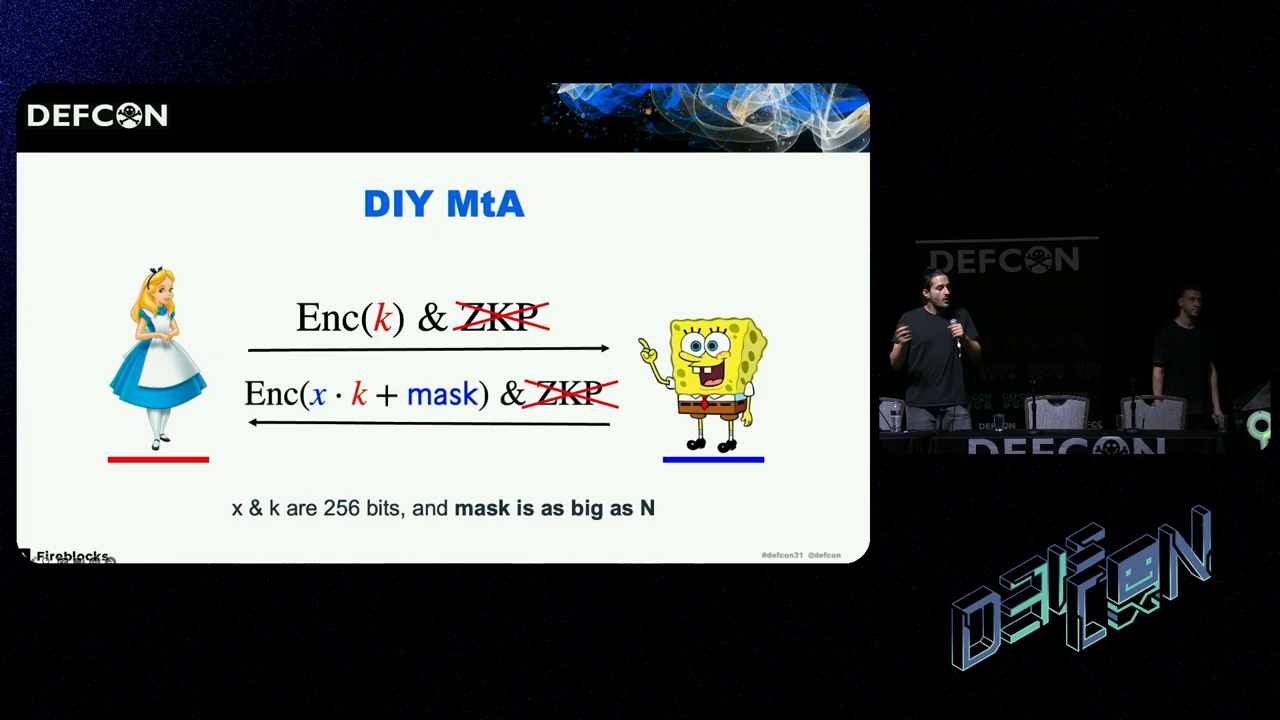 DEFCON
DIY MtA
Enc(k) & ZKP
Enc(x · k + mask) & ZKP
x & k are 256 bits, and mask is as big as N
Fireblocks
#defcon31 @defcon
DEFCON
DEFCON
DEFCON